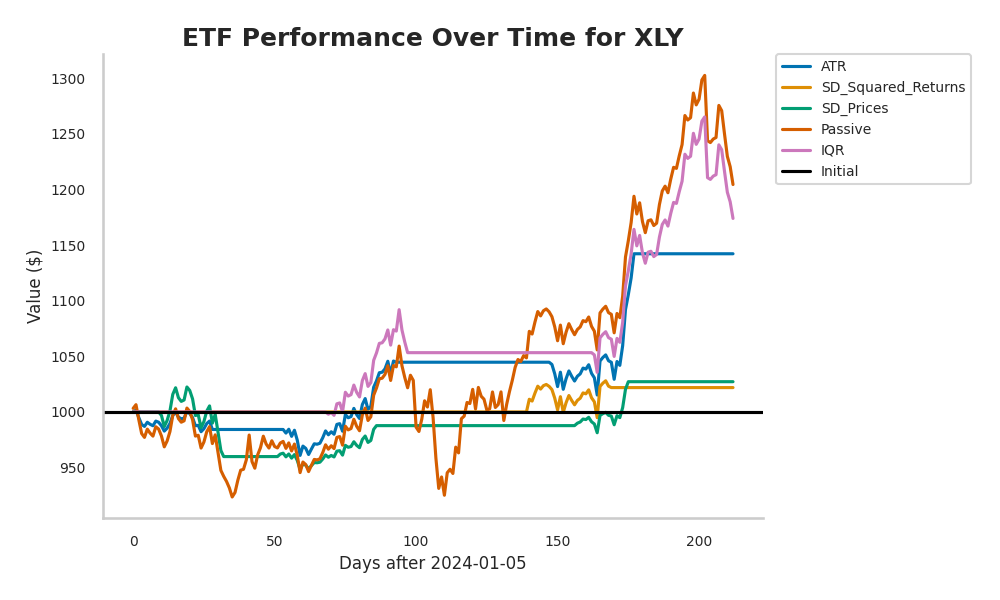 ETF Performance Over Time for XLY
1300
1250
1200
1150
1100
1050
1000
950
Value ($)
0 50 100 150 200
Days after 2024-01-05
ATR
SD_Squared_Returns
SD_Prices
Passive
IQR
Initial